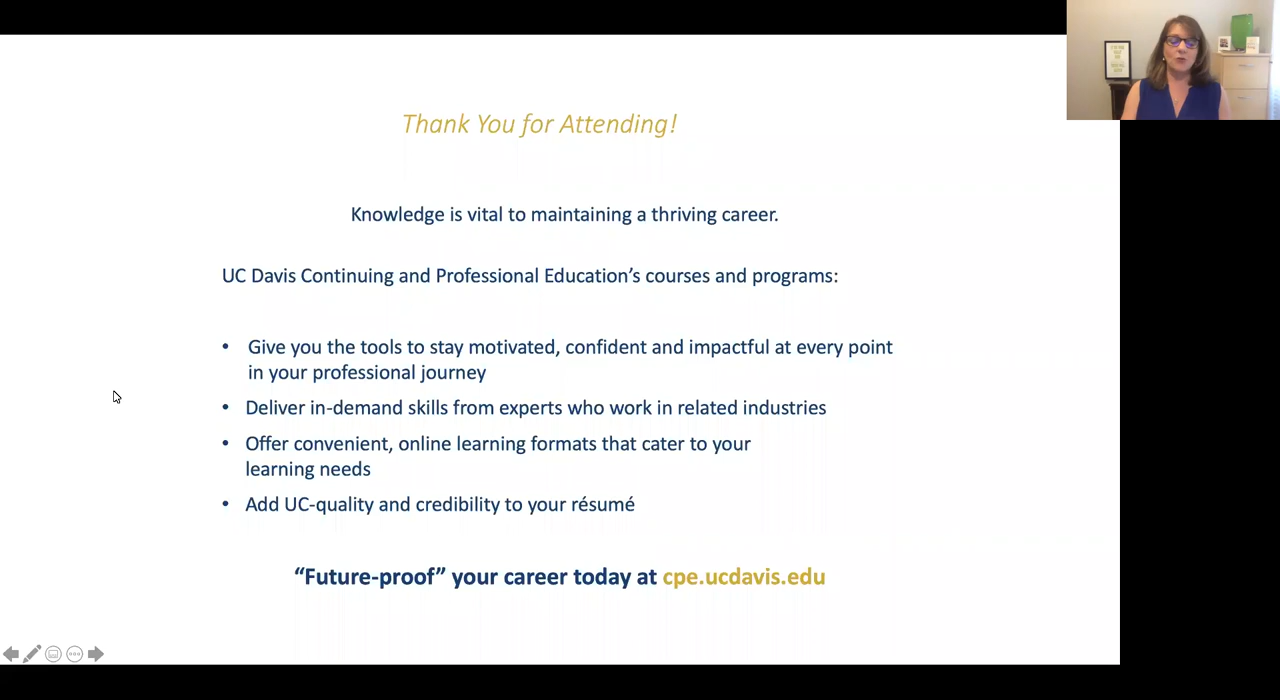 Thank You for Attending!
Knowledge is vital to maintaining a thriving career.
UC Davis Continuing and Professional Education’s courses and programs:
• Give you the tools to stay motivated, confident and impactful at every point
in your professional journey
• Deliver in-demand skills from experts who work in related industries
• Offer convenient, online learning formats that cater to your
learning needs
• Add UC-quality and credibility to your résumé
“Future-proof” your career today at cpe.ucdavis.edu